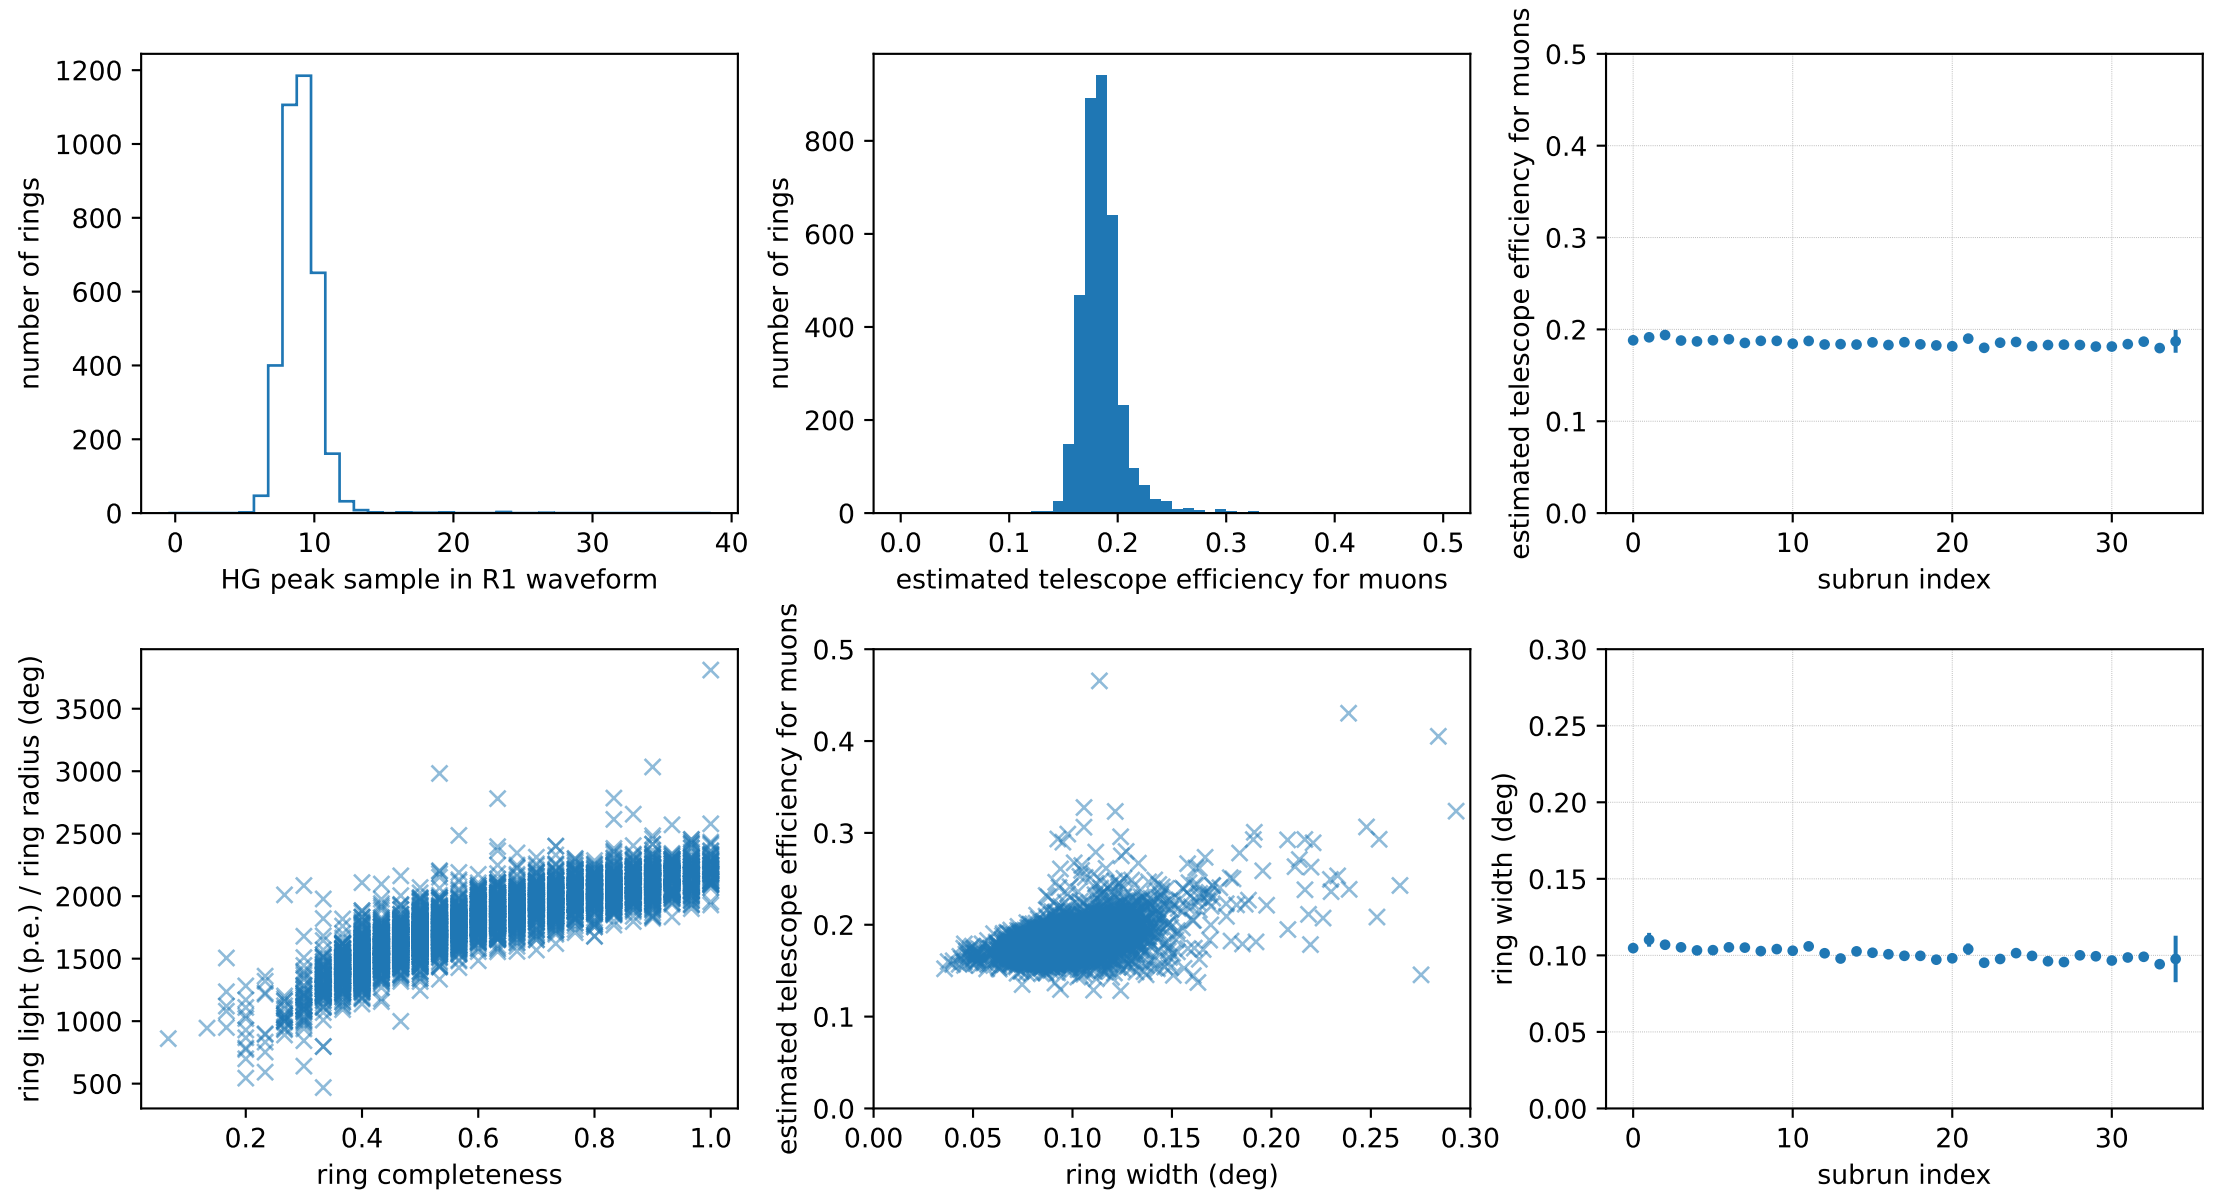 1200
1000
800
600
400
200
0
number of rings
0 10 20 30 40
HG peak sample in R1 waveform
800
600
400
200
0
number of rings
0.0 0.1 0.2 0.3 0.4 0.5
estimated telescope efficiency for muons
0.5
0.4
0.3
0.2
0.1
0.0
estimated telescope efficiency for muons
0 10 20 30
subrun index
3500
3000
2500
2000
1500
1000
500
ring light (p.e.) / ring radius (deg)
0.2 0.4 0.6 0.8 1.0
ring completeness
0.5
0.4
0.3
0.2
0.1
0.0
estimated telescope efficiency for muons
0.00 0.05 0.10 0.15 0.20 0.25 0.30
ring width (deg)
0.30
0.25
0.20
0.15
0.10
0.05
0.00
ring width (deg)
0 10 20 30
subrun index